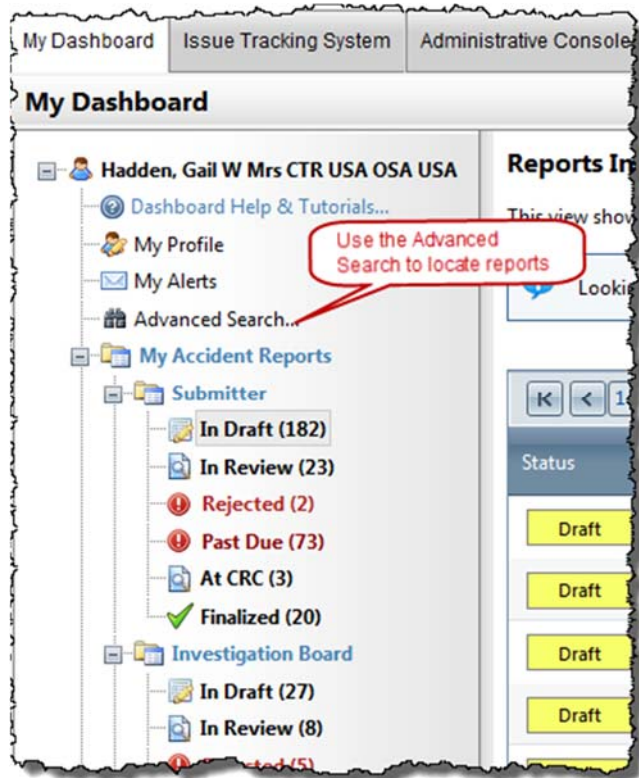 My Dashboard
Issue Tracking System
Administrative Console
My Dashboard
Hadden, Gail W Mrs CTR USA OSA USA
Dashboard Help & Tutorials...
My Profile
My Alerts
Advanced Search...
My Accident Reports
Submitter
In Draft (182)
In Review (23)
Rejected (2)
Past Due (73)
At CRC (3)
Finalized (20)
Investigation Board
In Draft (27)
In Review (8)
(5)
Use the Advanced
Search to locate reports
Reports In
This view show
Lookin
Status
Draft
Draft
Draft
Draft